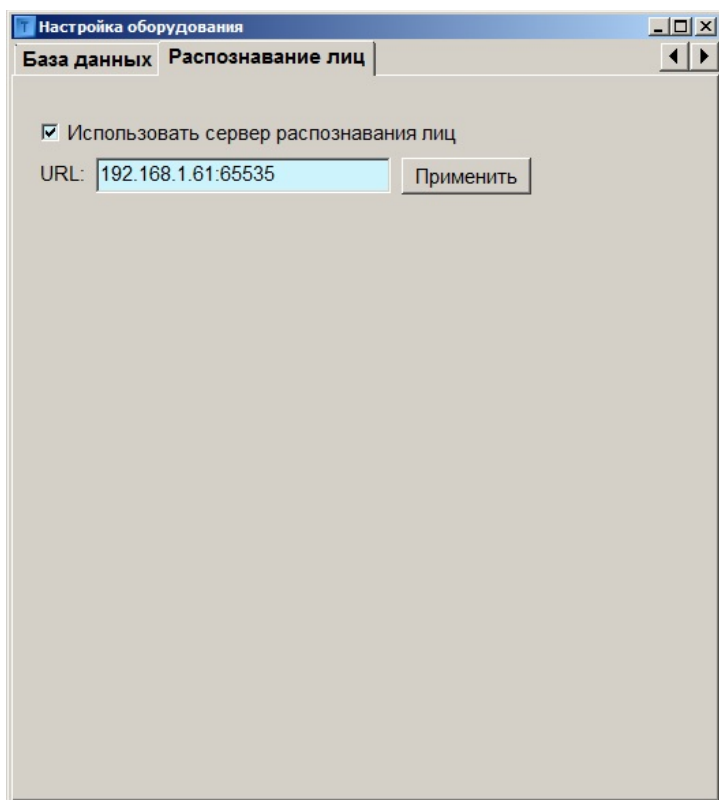 Настройка оборудования
База данных Распознавание лиц
Использовать сервер распознавания лиц
URL: 192.168.1.61:65535 Применить